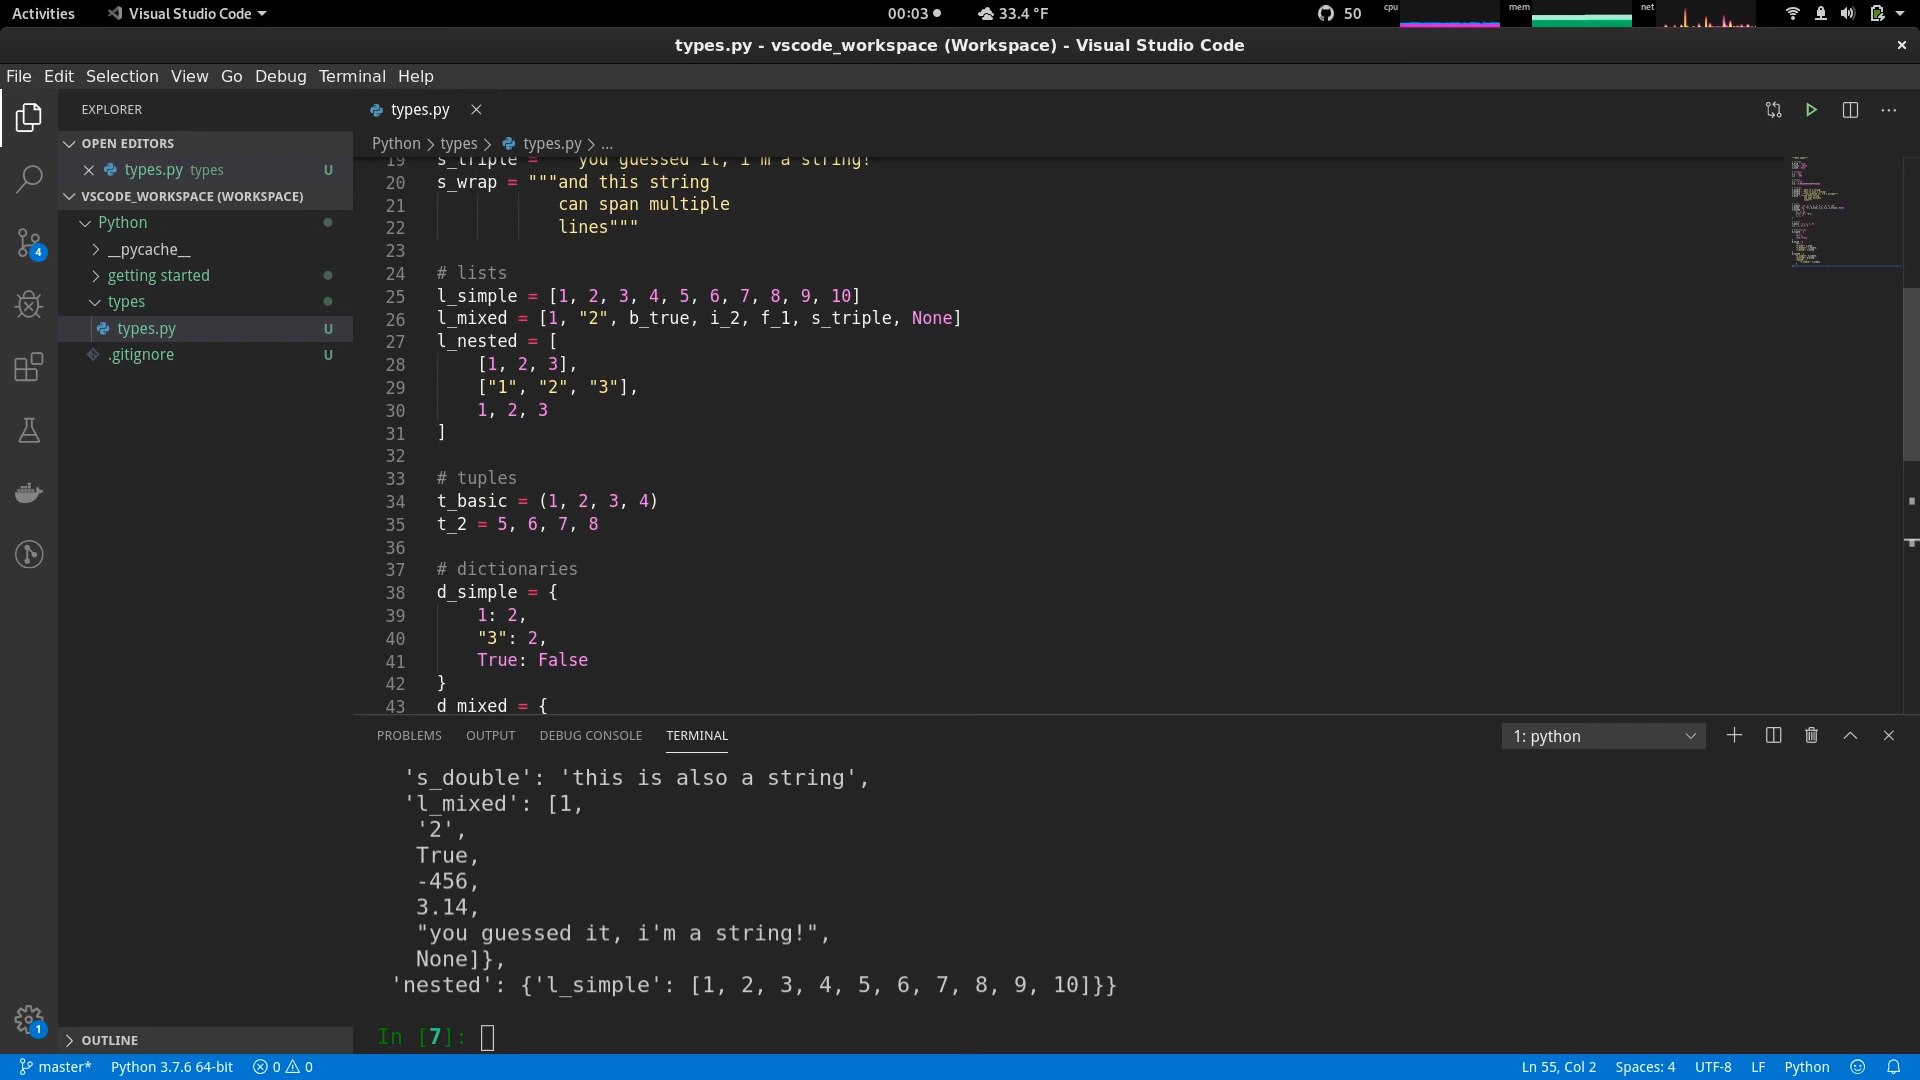 Activities
Visual Studio Code
00:03
33.4 °F
50
cpu
mem
net
types.py - vscode_workspace (Workspace) - Visual Studio Code
File Edit Selection View Go Debug Terminal Help
EXPLORER
OPEN EDITORS
types.py types U
VSCODE_WORKSPACE (WORKSPACE)
Python
__pycache__
getting started
types
types.py U
.gitignore U
4
1
OUTLINE
types.py
Python > types > types.py > ...
19 s_triple = you guessed it, i'm a string!
20 s_wrap = """and this string
21 can span multiple
22 lines"""
23
24 # lists
25 l_simple = [1, 2, 3, 4, 5, 6, 7, 8, 9, 10]
26 l_mixed = [1, "2", b_true, i_2, f_1, s_triple, None]
27 l_nested = [
28 [1, 2, 3],
29 ["1", "2", "3"],
30 1, 2, 3
31 ]
32
33 # tuples
34 t_basic = (1, 2, 3, 4)
35 t_2 = 5, 6, 7, 8
36
37 # dictionaries
38 d_simple = {
39 1: 2,
40 "3": 2,
41 True: False
42 }
43 d_mixed = {
PROBLEMS OUTPUT DEBUG CONSOLE TERMINAL
1: python
's_double': 'this is also a string',
'l_mixed': [1,
'2',
True,
-456,
3.14,
"you guessed it, i'm a string!",
None]},
'nested': {'l_simple': [1, 2, 3, 4, 5, 6, 7, 8, 9, 10]}}
In [7]:
master* Python 3.7.6 64-bit 0 0
Ln 55, Col 2 Spaces: 4 UTF-8 LF Python